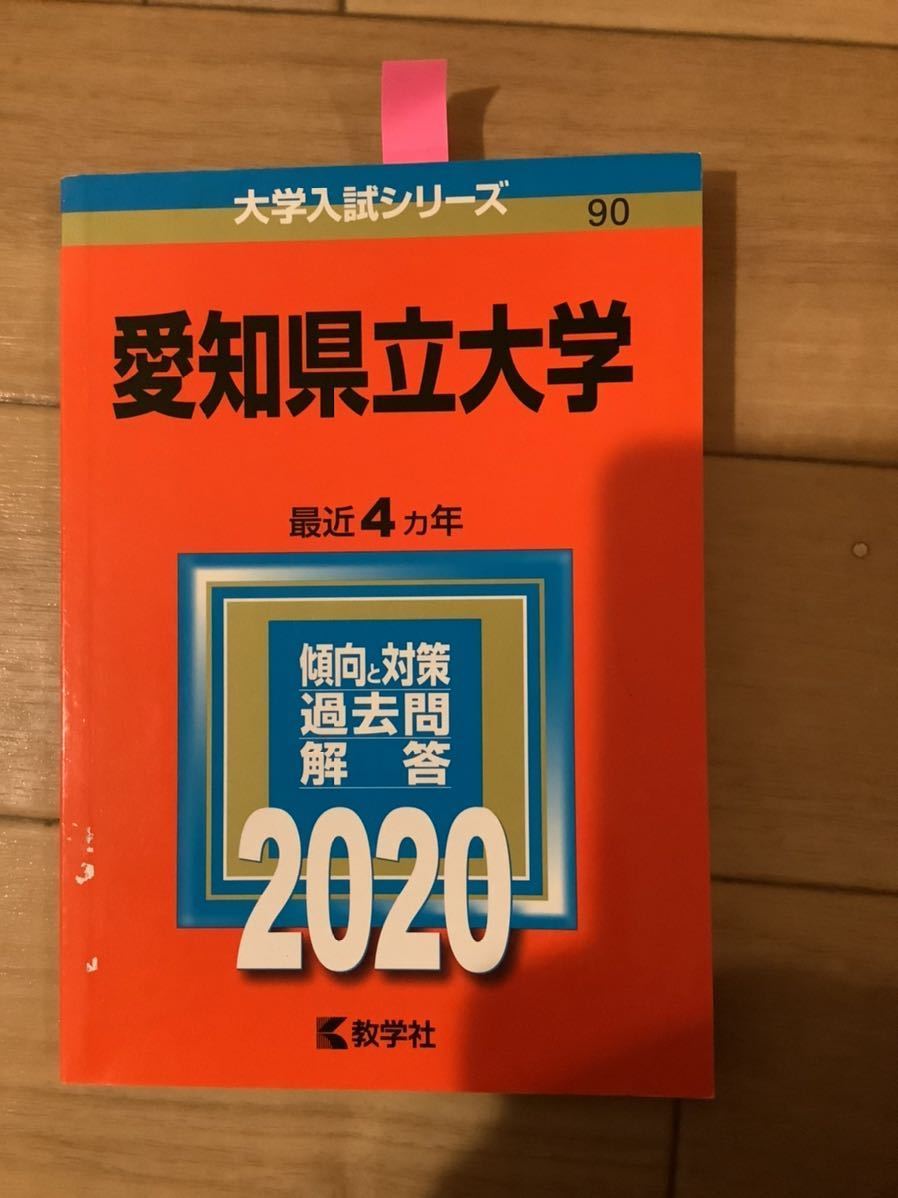 大学入試シリーズ
90
愛知県立大学
最近4カ年
傾向と対策
過去問
解答
2020
教学社